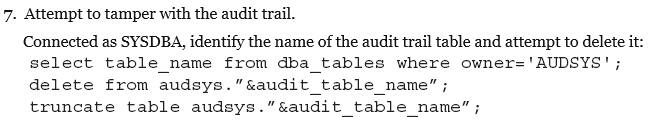 7. Attempt to tamper with the audit trail.
Connected as SYSDBA, identify the name of the audit trail table and attempt to delete it:
select table_name from dba_tables where owner='AUDSYS';
delete from audsys.”&audit_table_name”;
truncate table audsys.”&audit_table_name”;